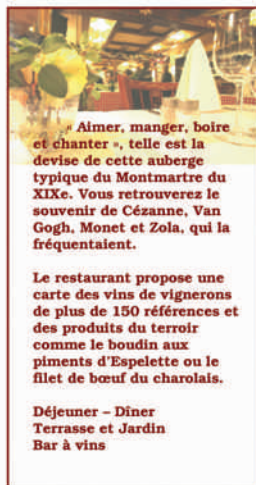 « Aimer, manger, boire
et chanter », telle est la
devise de cette auberge
typique du Montmartre du
XIXe. Vous retrouverez le
souvenir de Cézanne, Van
Gogh, Monet et Zola, qui la
fréquentaient.
Le restaurant propose une
carte des vins de vignerons
de plus de 150 références et
des produits du terroir
comme le boudin aux
piments d'Espelette ou le
filet de bœuf du charolais.
Déjeuner – Dîner
Terrasse et Jardin
Bar à vins